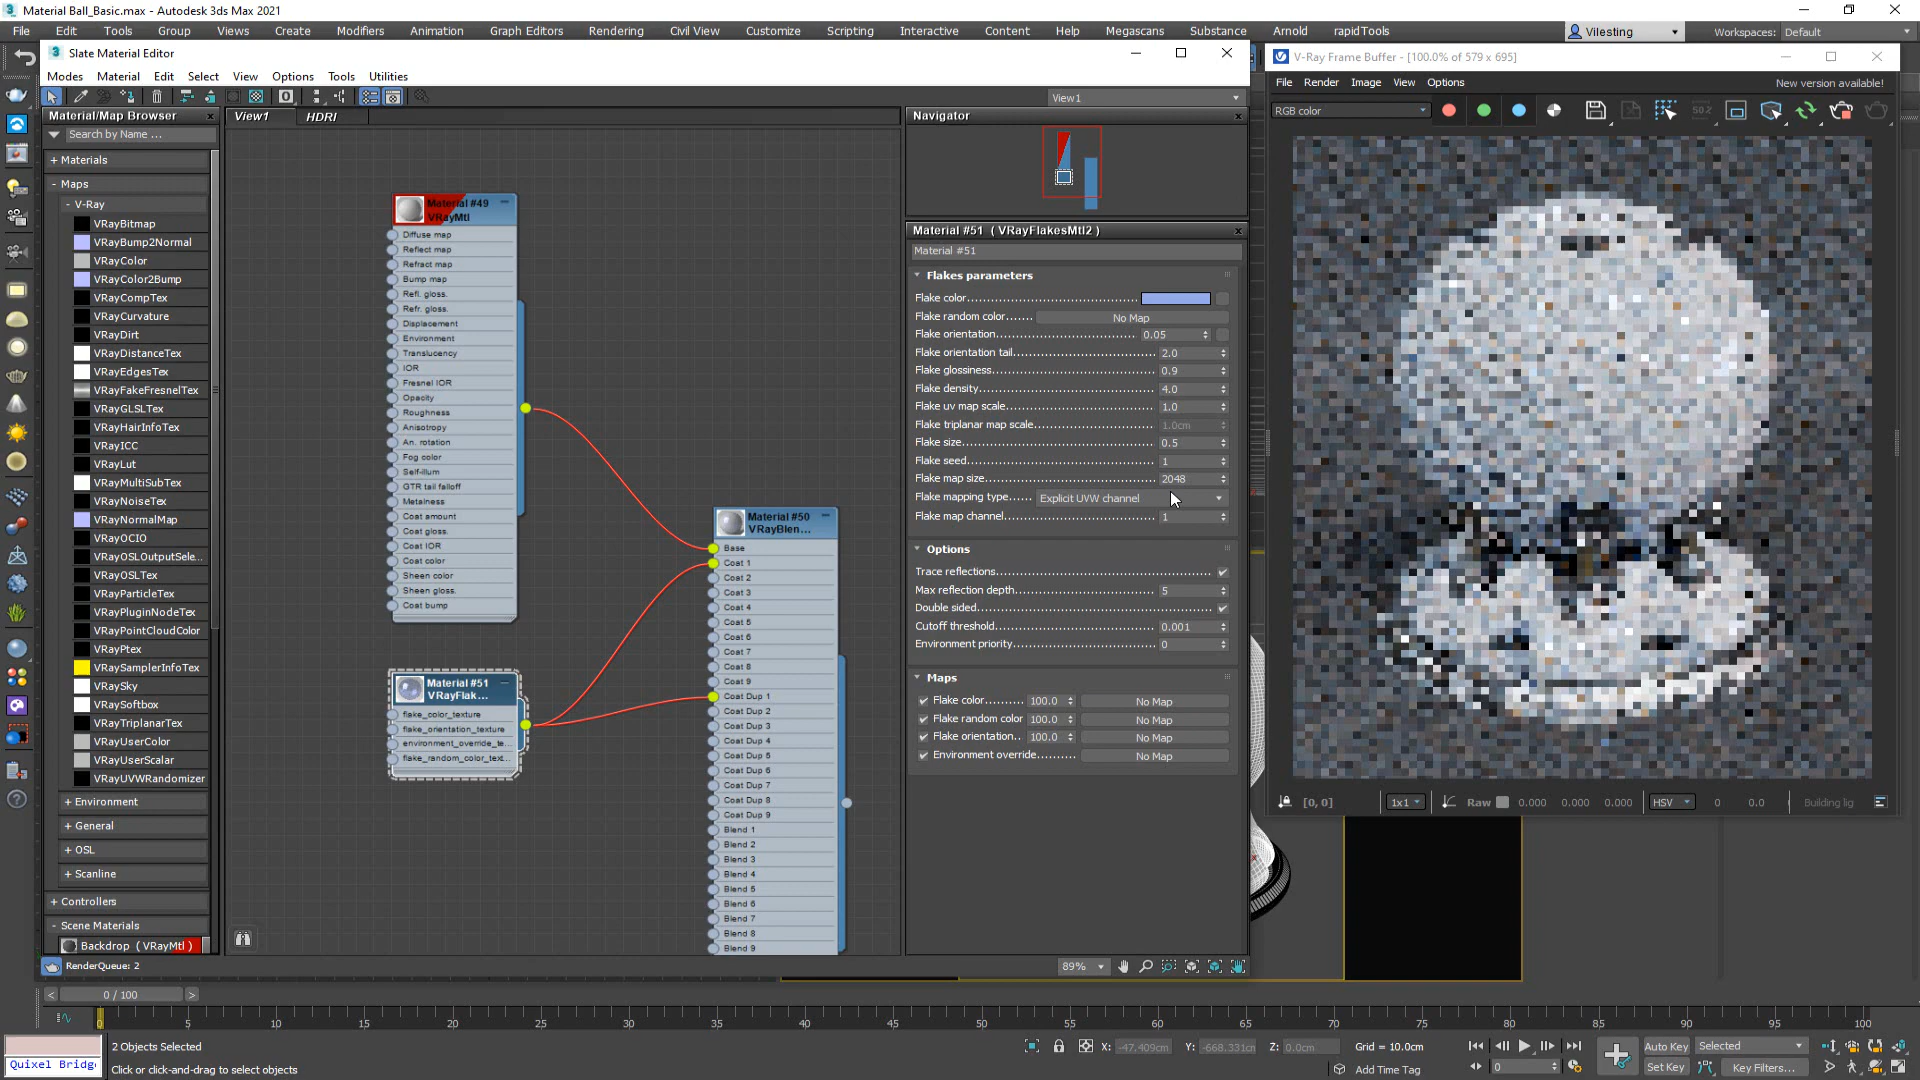 Material Ball_Basic.max - Autodesk 3ds Max 2021
File Edit Tools Group Views Create Modifiers Animation Graph Editors Rendering Civil View Customize Scripting Interactive Content Help Megascans Substance Arnold rapidTools Vilesting Workspaces: Default
Slate Material Editor
Modes Material Edit Select View Options Tools Utilities
View1
Material/Map Browser
Search by Name ...
+ Materials
- Maps
- V-Ray
VRayBitmap
VRayBump2Normal
VRayColor
VRayColor2Bump
VRayCompTex
VRayCurvature
VRayDirt
VRayDistanceTex
VRayEdgesTex
VRayFakeFresnelTex
VRayGLSLTex
VRayHairInfoTex
VRayICC
VRayLut
VRayMultiSubTex
VRayNoiseTex
VRayNormalMap
VRayOCIO
VRayOSLOutputSele...
VRayOSLTex
VRayParticleTex
VRayPluginNodeTex
VRayPointCloudColor
VRayPtex
VRaySamplerInfoTex
VRaySky
VRaySoftbox
VRayTriplanarTex
VRayUserColor
VRayUserScalar
VRayUVWRandomizer
+ Environment
+ General
+ OSL
+ Scanline
+ Controllers
- Scene Materials
Backdrop ( VRayMtl )
RenderQueue: 2
View1 HDRI
Material #49
VRayMtl
Diffuse map
Reflect map
Refract map
Bump map
Refl. gloss.
Refr. gloss.
Displacement
Environment
Translucency
IOR
Fresnel IOR
Opacity
Roughness
Anisotropy
An. rotation
Fog color
Self-illum
GTR tail falloff
Metalness
Coat amount
Coat gloss.
Coat IOR
Coat color
Sheen color
Sheen gloss.
Coat bump
Material #51
VRayFlak...
flake_color_texture
flake_orientation_texture
environment_override_te...
flake_random_color_text...
Material #50
VRayBlen...
Base
Coat 1
Coat 2
Coat 3
Coat 4
Coat 5
Coat 6
Coat 7
Coat 8
Coat 9
Coat Dup 1
Coat Dup 2
Coat Dup 3
Coat Dup 4
Coat Dup 5
Coat Dup 6
Coat Dup 7
Coat Dup 8
Coat Dup 9
Blend 1
Blend 2
Blend 3
Blend 4
Blend 5
Blend 6
Blend 7
Blend 8
Blend 9
Navigator
Material #51 ( VRayFlakesMtl2 )
Material #51
Flakes parameters
Flake color
Flake random color....... No Map
Flake orientation 0.05
Flake orientation tail 2.0
Flake glossiness 0.9
Flake density 4.0
Flake uv map scale 1.0
Flake triplanar map scale 1.0cm
Flake size 0.5
Flake seed 1
Flake map size 2048
Flake mapping type...... Explicit UVW channel
Flake map channel 1
Options
Trace reflections
Max reflection depth 5
Double sided
Cutoff threshold 0.001
Environment priority 0
Maps
Flake color 100.0 No Map
Flake random color 100.0 No Map
Flake orientation.. 100.0 No Map
Environment override No Map
89%
V-Ray Frame Buffer - [100.0% of 579 x 695]
File Render Image View Options New version available!
RGB color
[0, 0] 1x1 Raw 0.000 0.000 0.000 HSV 0 0.0 Building lig
0 / 100
0 5 10 15 20 25 30 35 40 45 50 55 60 65 70 75 80 85 90 95 100
Quixel Bridg
2 Objects Selected
Click or click-and-drag to select objects
X: -47.409cm Y: -668.331cm Z: 0.0cm Grid = 10.0cm
Add Time Tag
0
Auto Key Selected
Set Key Key Filters...